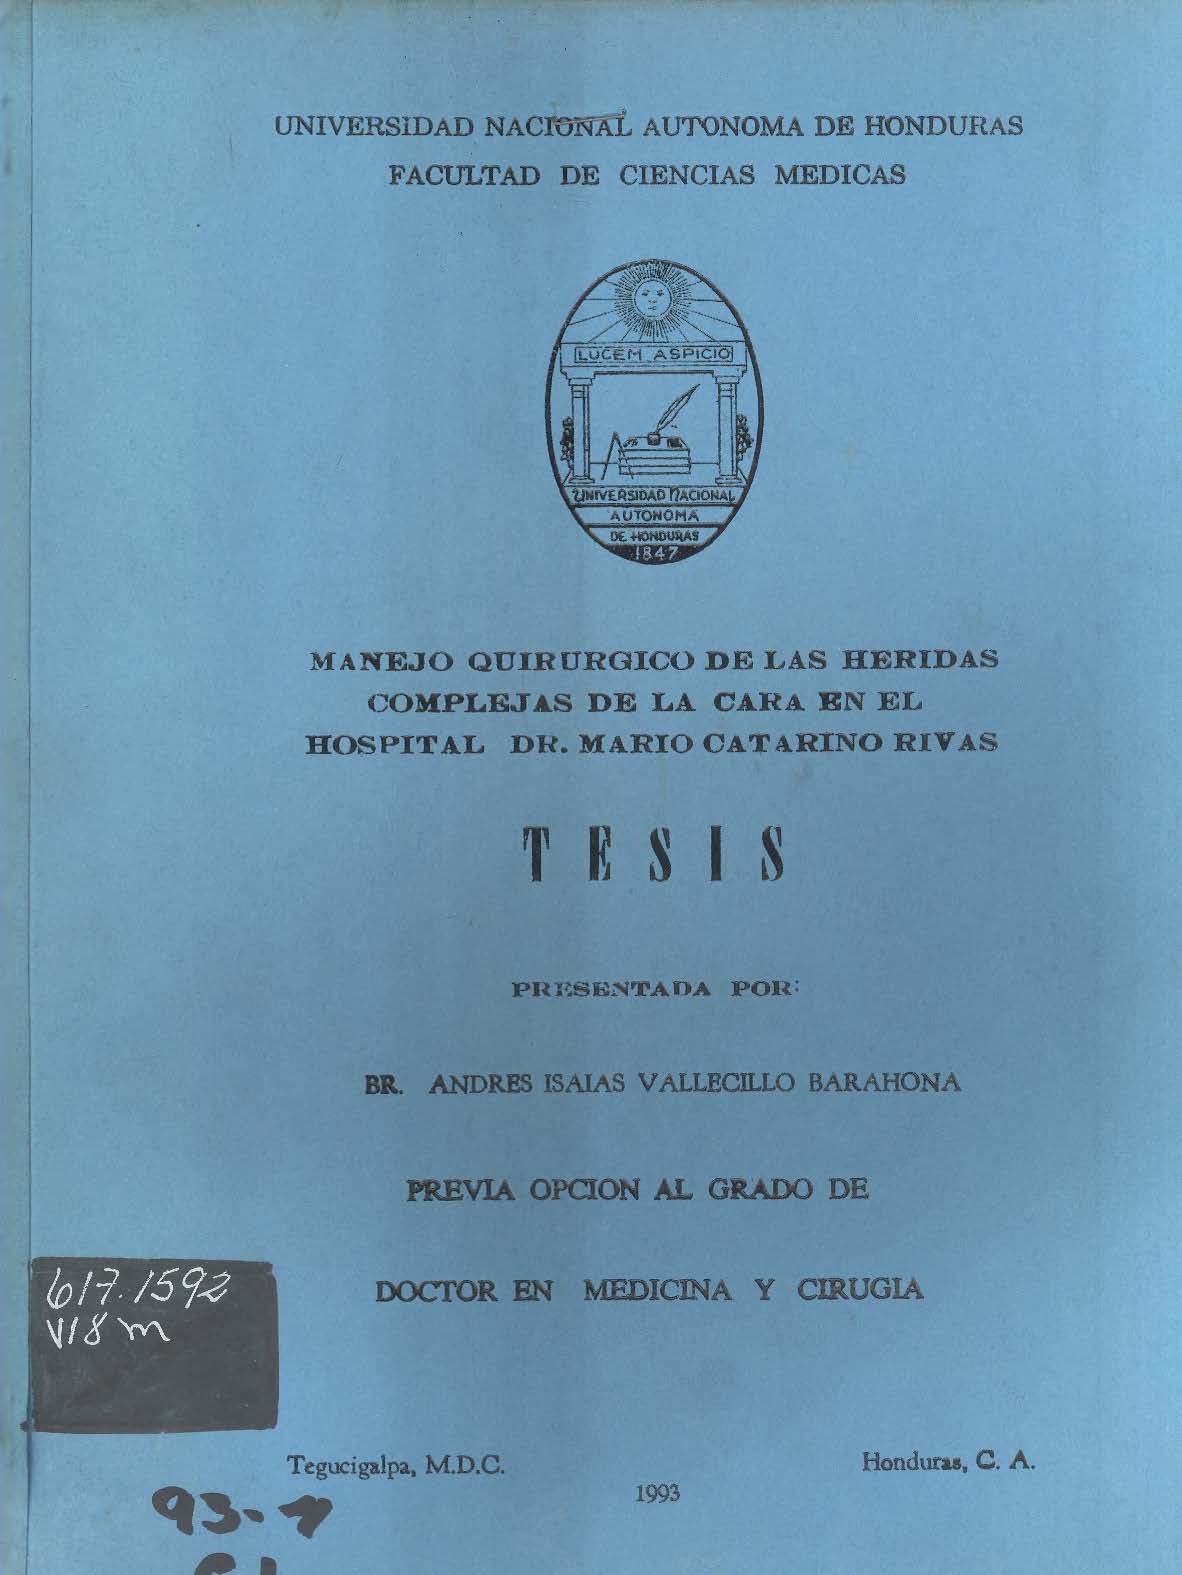 UNIVERSIDAD NACIONAL AUTONOMA DE HONDURAS
FACULTAD DE CIENCIAS MEDICAS
LUCEM ASPICIO
UNIVERSIDAD NACIONAL
AUTONOMA
DE HONDURAS
1847
MANEJO QUIRURGICO DE LAS HERIDAS
COMPLEJAS DE LA CARA EN EL
HOSPITAL DR. MARIO CATARINO RIVAS
TESIS
PRESENTADA POR:
BR. ANDRES ISAIAS VALLECILLO BARAHONA
PREVIA OPCION AL GRADO DE
DOCTOR EN MEDICINA Y CIRUGIA
617.1592
V18m
Tegucigalpa, M.D.C.
Honduras, C. A.
1993
93-